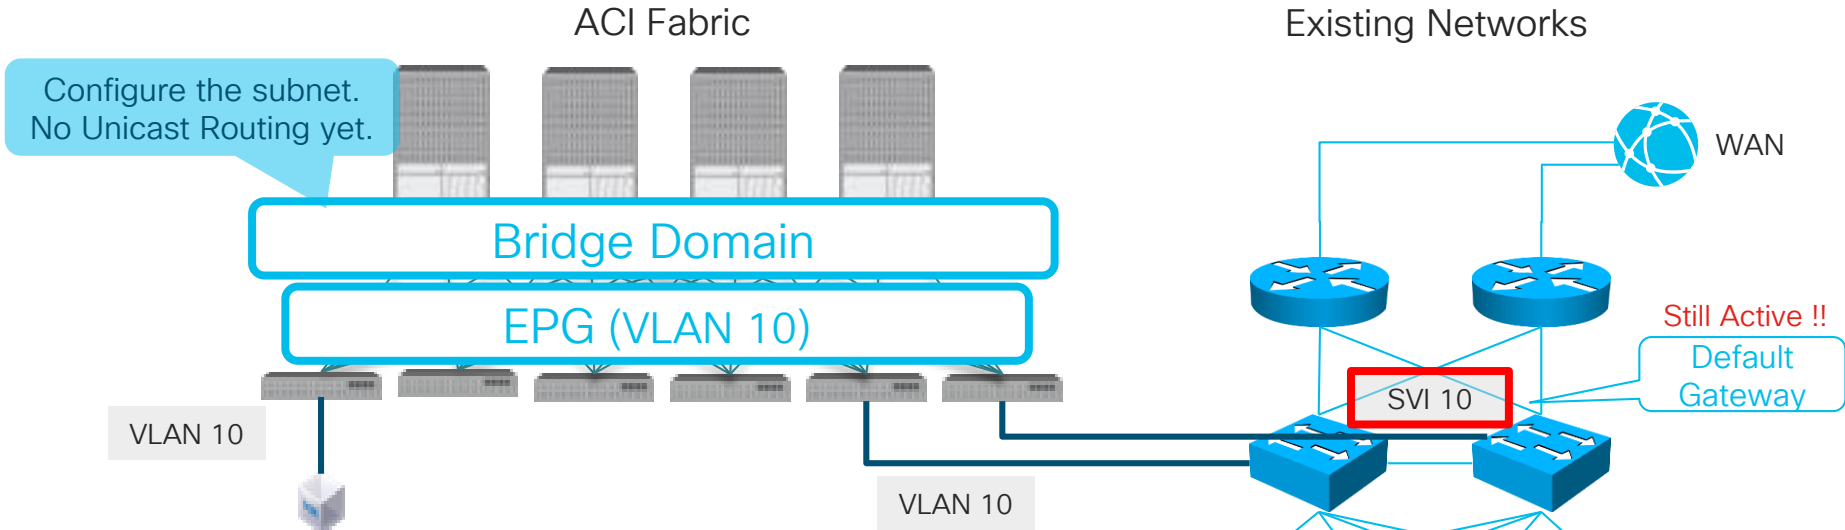 ACI Fabric
Existing Networks
Configure the subnet.
No Unicast Routing yet.
WAN
Bridge Domain
EPG (VLAN 10)
Still Active !!
Default
Gateway
SVI 10
VLAN 10
VLAN 10